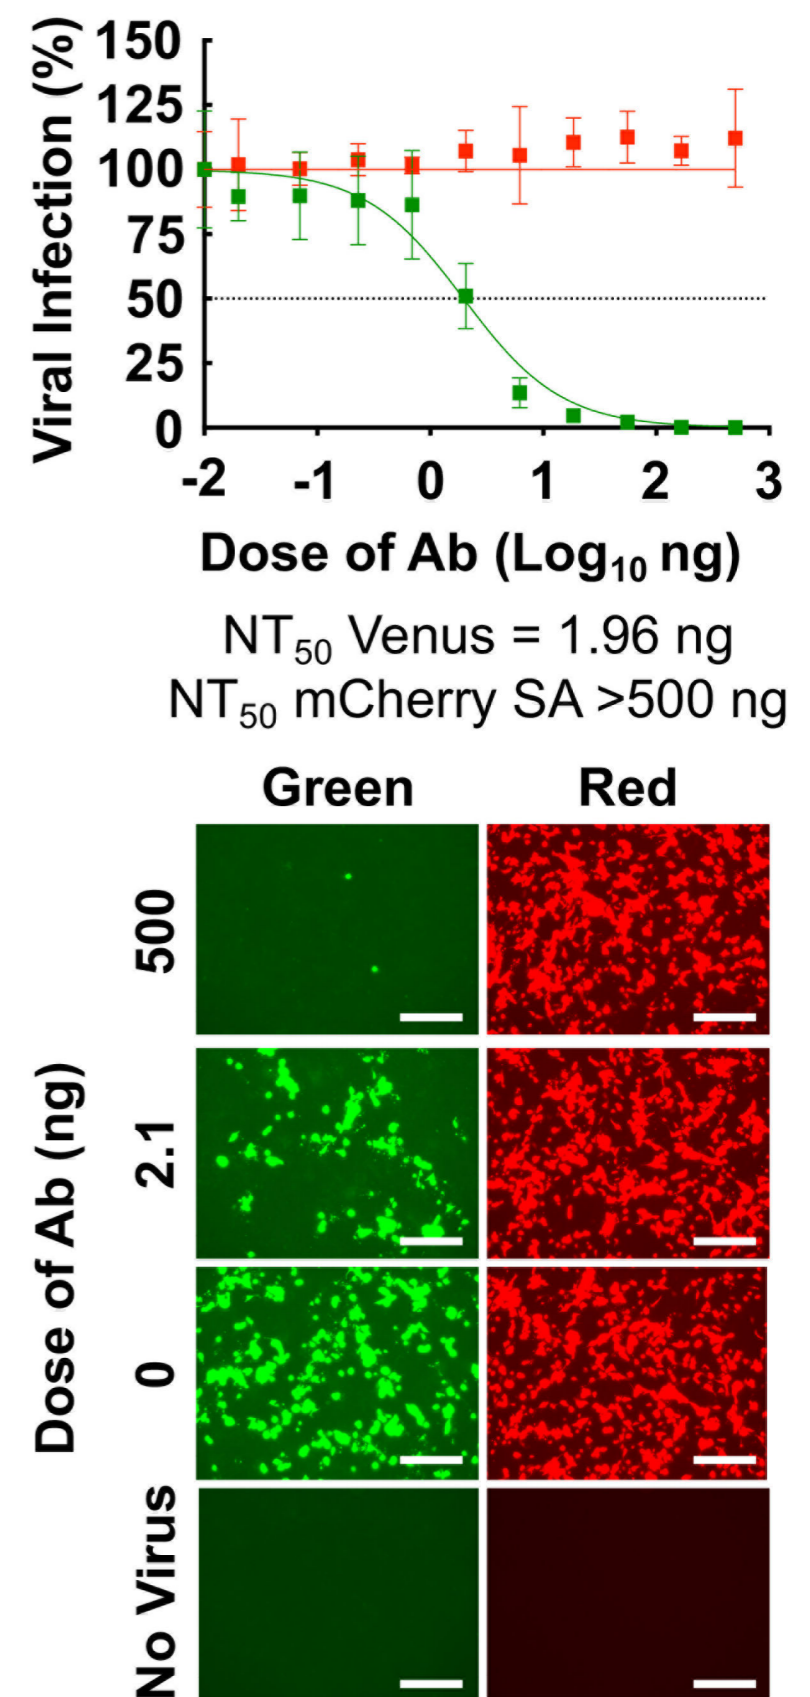 Viral Infection (%)
150
125
100
75
50
25
0
-2 -1 0 1 2 3
Dose of Ab (Log10 ng)
NT50 Venus = 1.96 ng
NT50 mCherry SA >500 ng
Green Red
Dose of Ab (ng)
500
2.1
0
No Virus